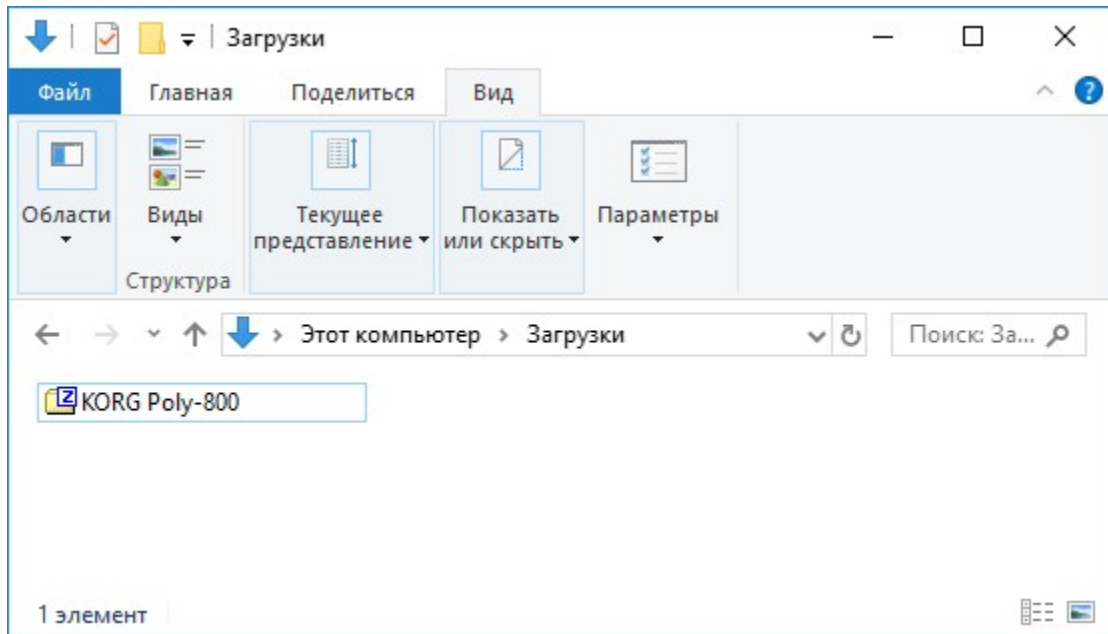 Загрузки
Файл Главная Поделиться Вид
Области Виды Текущее представление Показать или скрыть Параметры
Структура
Этот компьютер Загрузки Поиск: За...
Z KORG Poly-800
1 элемент